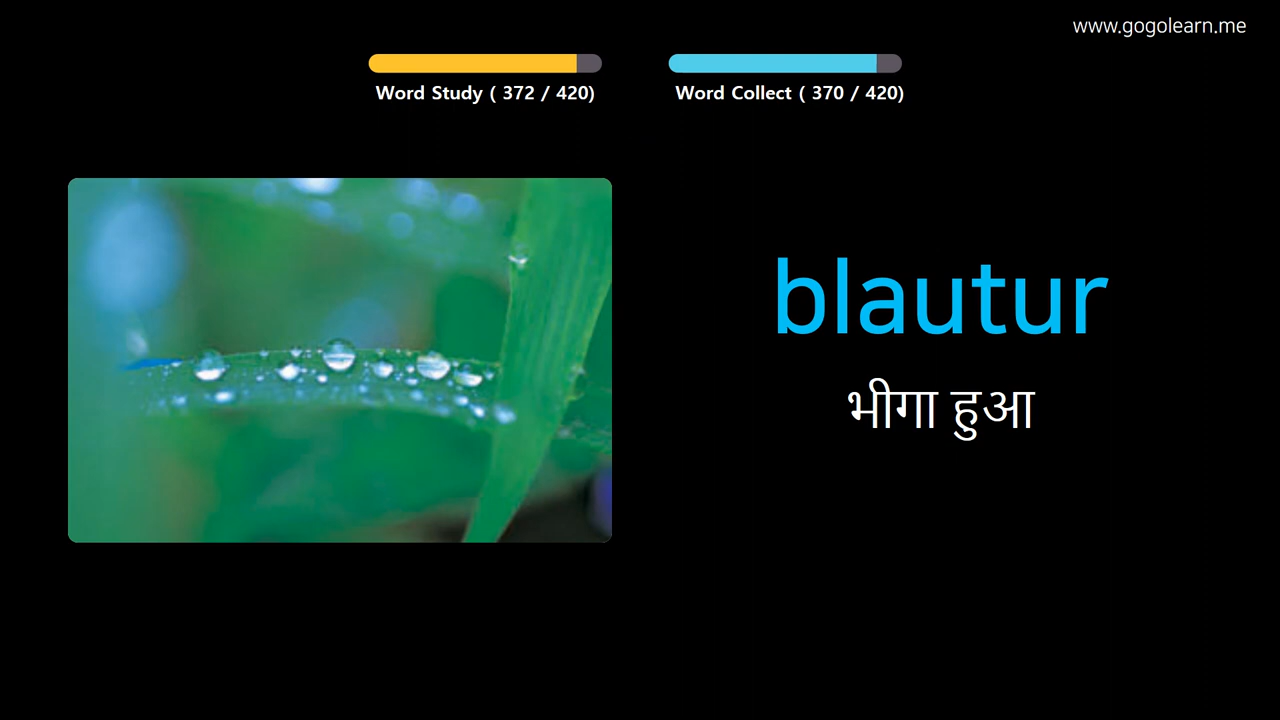 www.gogolearn.me
Word Study ( 372 / 420)
Word Collect ( 370 / 420)
blautur
भीगा हुआ